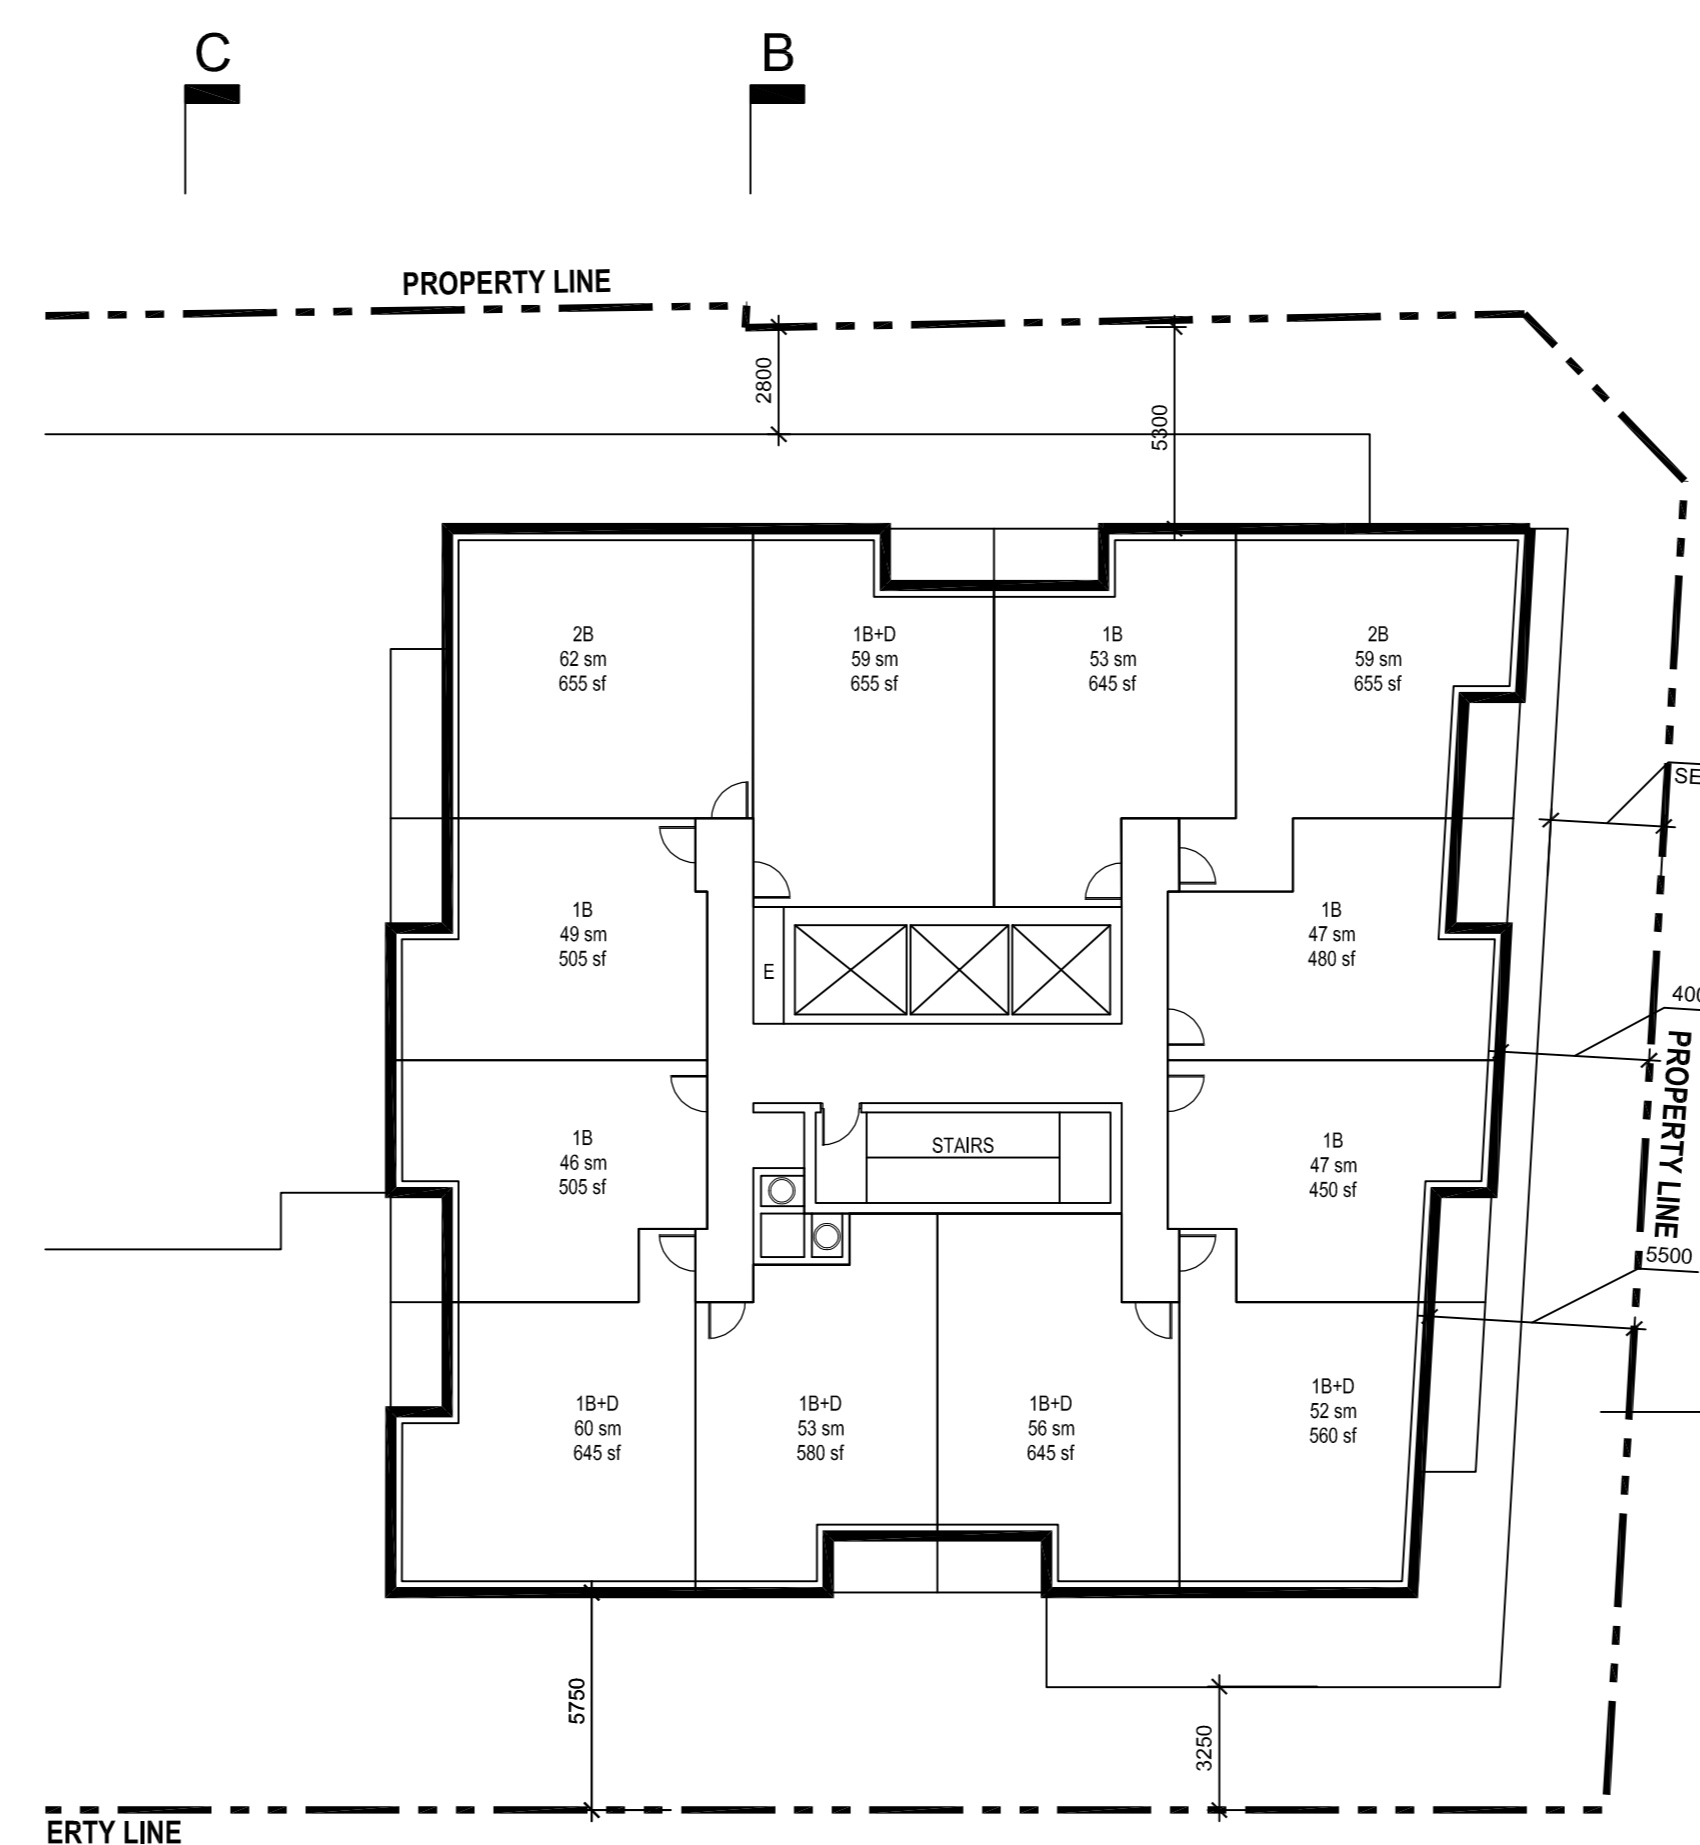 C
B
PROPERTY LINE
2800
5300
2B
62 sm
655 sf
1B+D
59 sm
655 sf
1B
53 sm
645 sf
2B
59 sm
655 sf
SE
1B
49 sm
505 sf
E
1B
47 sm
480 sf
400
PROPERTY LINE
1B
46 sm
505 sf
STAIRS
1B
47 sm
450 sf
5500
1B+D
60 sm
645 sf
1B+D
53 sm
580 sf
1B+D
56 sm
645 sf
1B+D
52 sm
560 sf
5750
3250
ERTY LINE